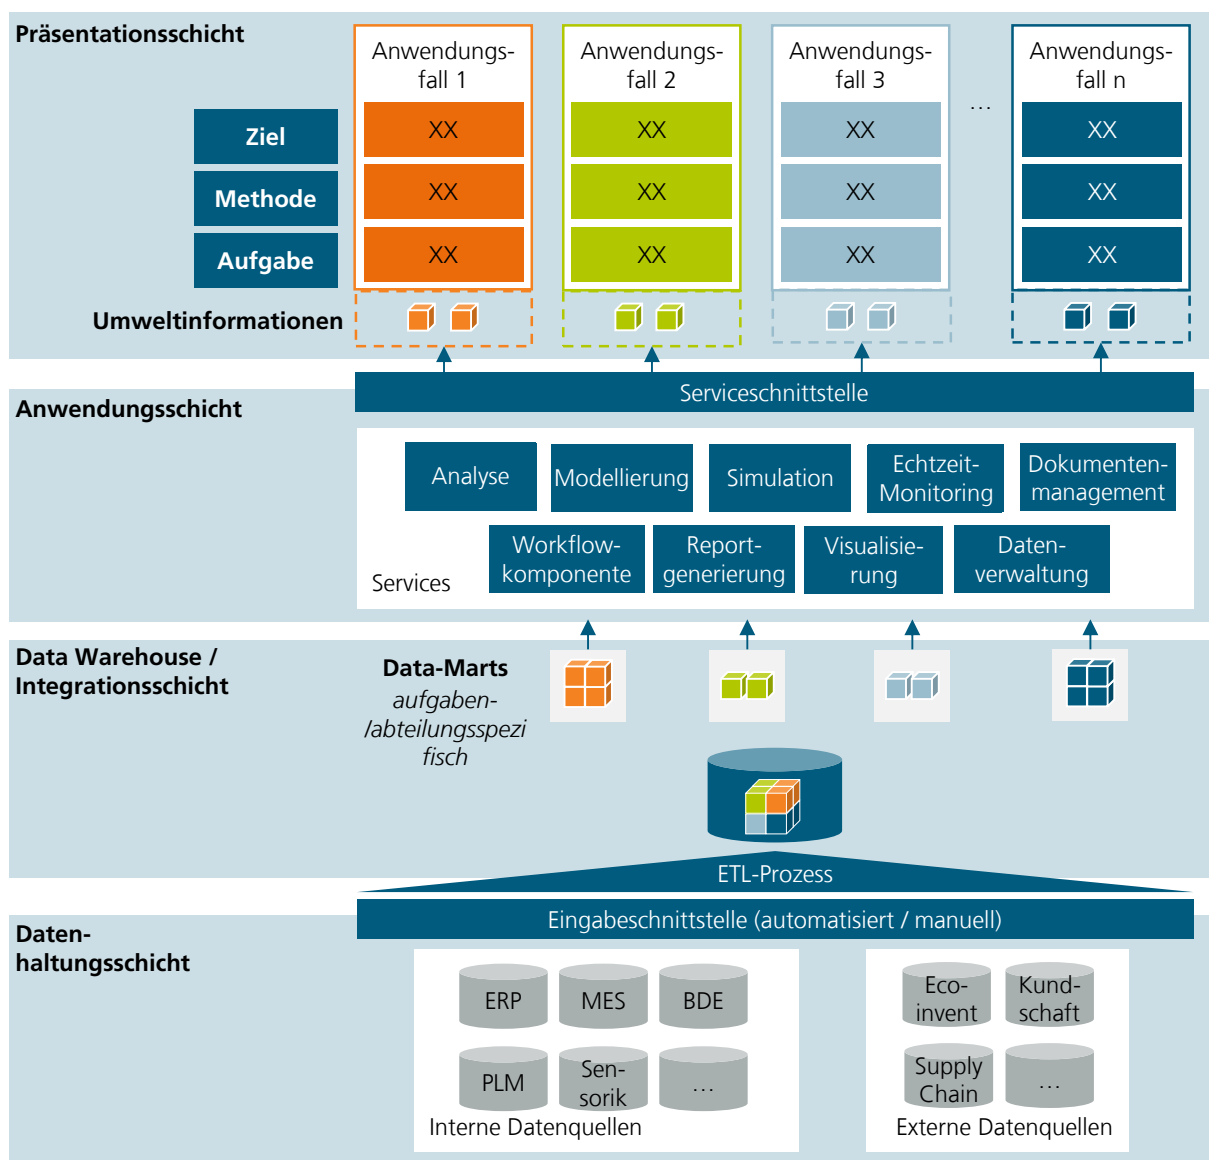 Präsentationsschicht
Anwendungs-
fall 1
Anwendungs-
fall 2
Anwendungs-
fall 3
...
Anwendungs-
fall n
Ziel
XX
XX
XX
XX
Methode
XX
XX
XX
XX
Aufgabe
XX
XX
XX
XX
Umweltinformationen
Serviceschnittstelle
Anwendungsschicht
Analyse
Modellierung
Simulation
Echtzeit-
Monitoring
Dokumenten-
management
Workflow-
komponente
Report-
generierung
Visualisie-
rung
Daten-
verwaltung
Services
Data Warehouse /
Integrationsschicht
Data-Marts
aufgaben-
/abteilungsspezi
fisch
ETL-Prozess
Eingabeschnittstelle (automatisiert / manuell)
Daten-
haltungsschicht
ERP
MES
BDE
PLM
Sen-
sorik
...
Interne Datenquellen
Eco-
invent
Kund-
schaft
Supply
Chain
...
Externe Datenquellen